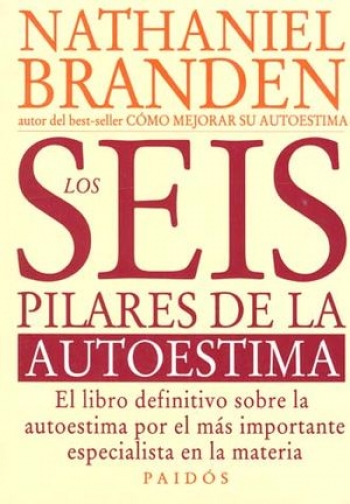 NATHANIEL
BRANDEN
autor del best-seller CÓMO MEJORAR SU AUTOESTIMA
LOS
SEIS
PILARES DE LA
AUTOESTIMA
El libro definitivo sobre la
autoestima por el más importante
especialista en la materia
PAIDÓS